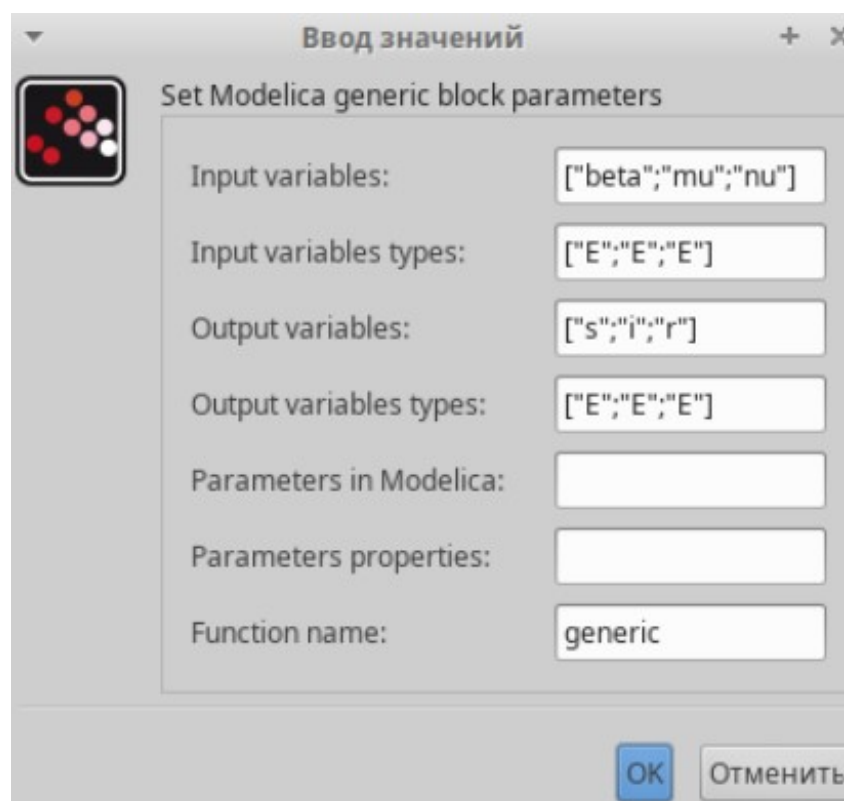 Ввод значений
Set Modelica generic block parameters
Input variables: ["beta";"mu";"nu"]
Input variables types: ["E";"E";"E"]
Output variables: ["s";"i";"r"]
Output variables types: ["E";"E";"E"]
Parameters in Modelica:
Parameters properties:
Function name: generic
OK Отменить